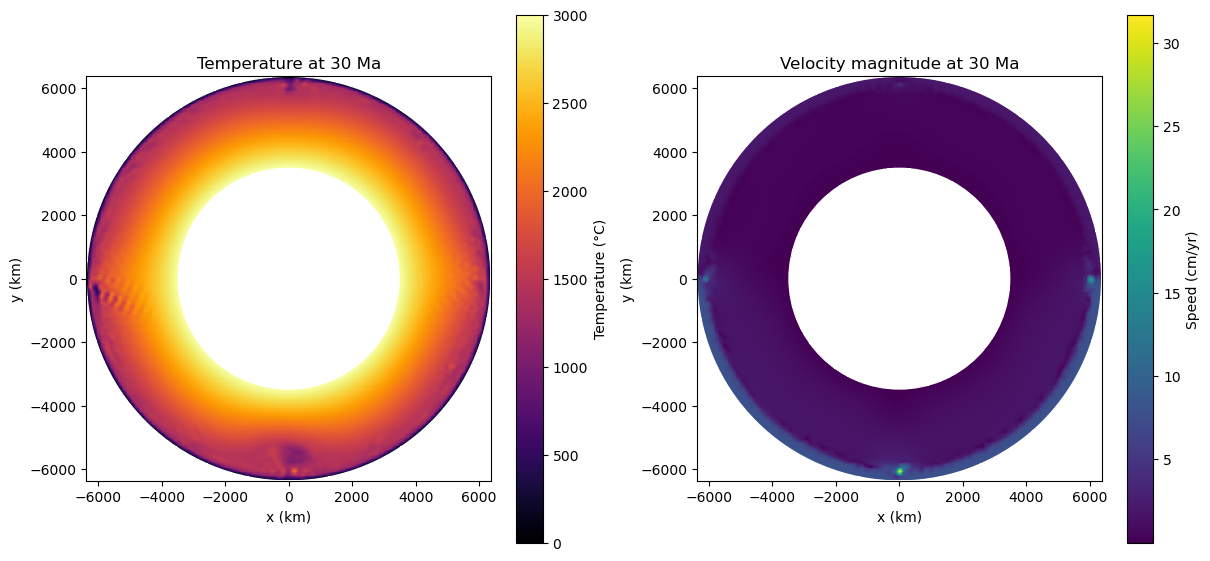 Temperature at 30 Ma
6000
4000
2000
0
−2000
−4000
−6000
y (km)
−6000 −4000 −2000 0 2000 4000 6000
x (km)
3000
2500
2000
1500
1000
500
0
Temperature (°C)
Velocity magnitude at 30 Ma
6000
4000
2000
0
−2000
−4000
−6000
y (km)
−6000 −4000 −2000 0 2000 4000 6000
x (km)
30
25
20
15
10
5
Speed (cm/yr)